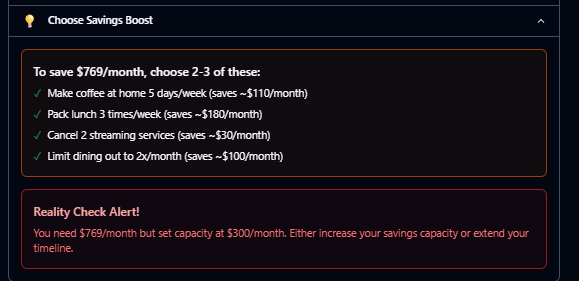 Choose Savings Boost
To save $769/month, choose 2-3 of these:
✓ Make coffee at home 5 days/week (saves ~$110/month)
✓ Pack lunch 3 times/week (saves ~$180/month)
✓ Cancel 2 streaming services (saves ~$30/month)
✓ Limit dining out to 2x/month (saves ~$100/month)
Reality Check Alert!
You need $769/month but set capacity at $300/month. Either increase your savings capacity or extend your
timeline.